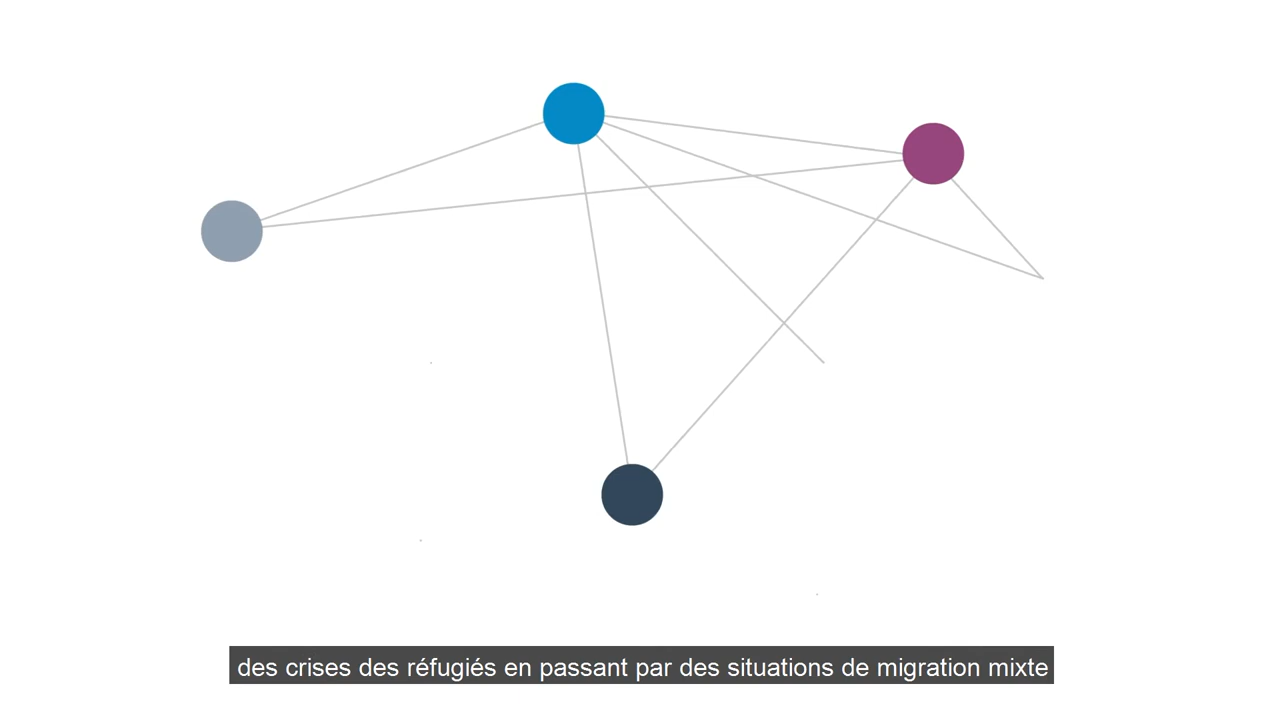 des crises des réfugiés en passant par des situations de migration mixte